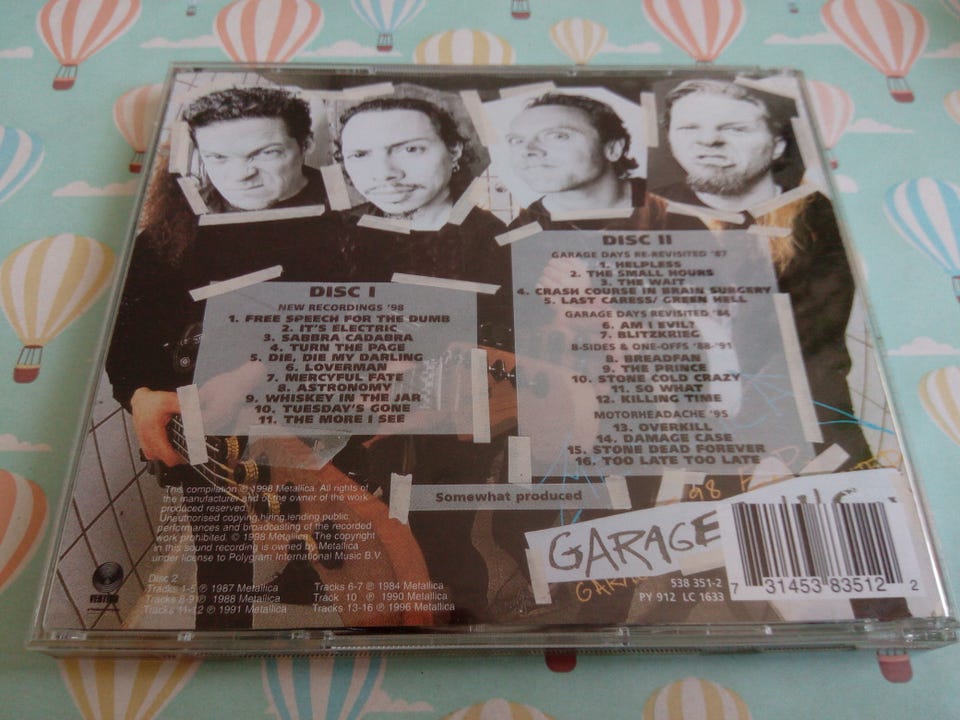 DISC I
NEW RECORDINGS '98
1. FREE SPEECH FOR THE DUMB
2. IT'S ELECTRIC
3. SABBRA CADABRA
4. TURN THE PAGE
5. DIE, DIE MY DARLING
6. LOVERMAN
7. MERCYFUL FATE
8. ASTRONOMY
9. WHISKEY IN THE JAR
10. TUESDAY'S GONE
11. THE MORE I SEE
DISC II
GARAGE DAYS RE-REVISITED '87
1. HELPLESS
2. THE SMALL HOURS
3. THE WAIT
4. CRASH COURSE IN BRAIN SURGERY
5. LAST CARESS/ GREEN HELL
GARAGE DAYS REVISITED '84
6. AM I EVIL?
7. BLITZKRIEG
B-SIDES & ONE-OFFS '88-'91
8. BREADFAN
9. THE PRINCE
10. STONE COLD CRAZY
11. SO WHAT
12. KILLING TIME
MOTORHEADACHE '95
13. OVERKILL
14. DAMAGE CASE
15. STONE DEAD FOREVER
16. TOO LATE TOO LATE
Somewhat produced
This compilation ℗ 1998 Metallica. All rights of
the manufacturer and of the owner of the work
produced reserved.
Unauthorised copying,hiring,lending,public
performances and broadcasting of the recorded
work prohibited. © 1998 Metallica. The copyright
in this sound recording is owned by Metallica
under license to Polygram International Music B.V.
Disc 2
Tracks 1-5 ℗ 1987 Metallica
Tracks 8-9 ℗ 1988 Metallica
Tracks 11-12 ℗ 1991 Metallica
Tracks 6-7 ℗ 1984 Metallica
Track 10 ℗ 1990 Metallica
Tracks 13-16 ℗ 1996 Metallica
VERTIGO
GARAGE
538 351-2
PY 912 LC 1633
7 31453 83512 2